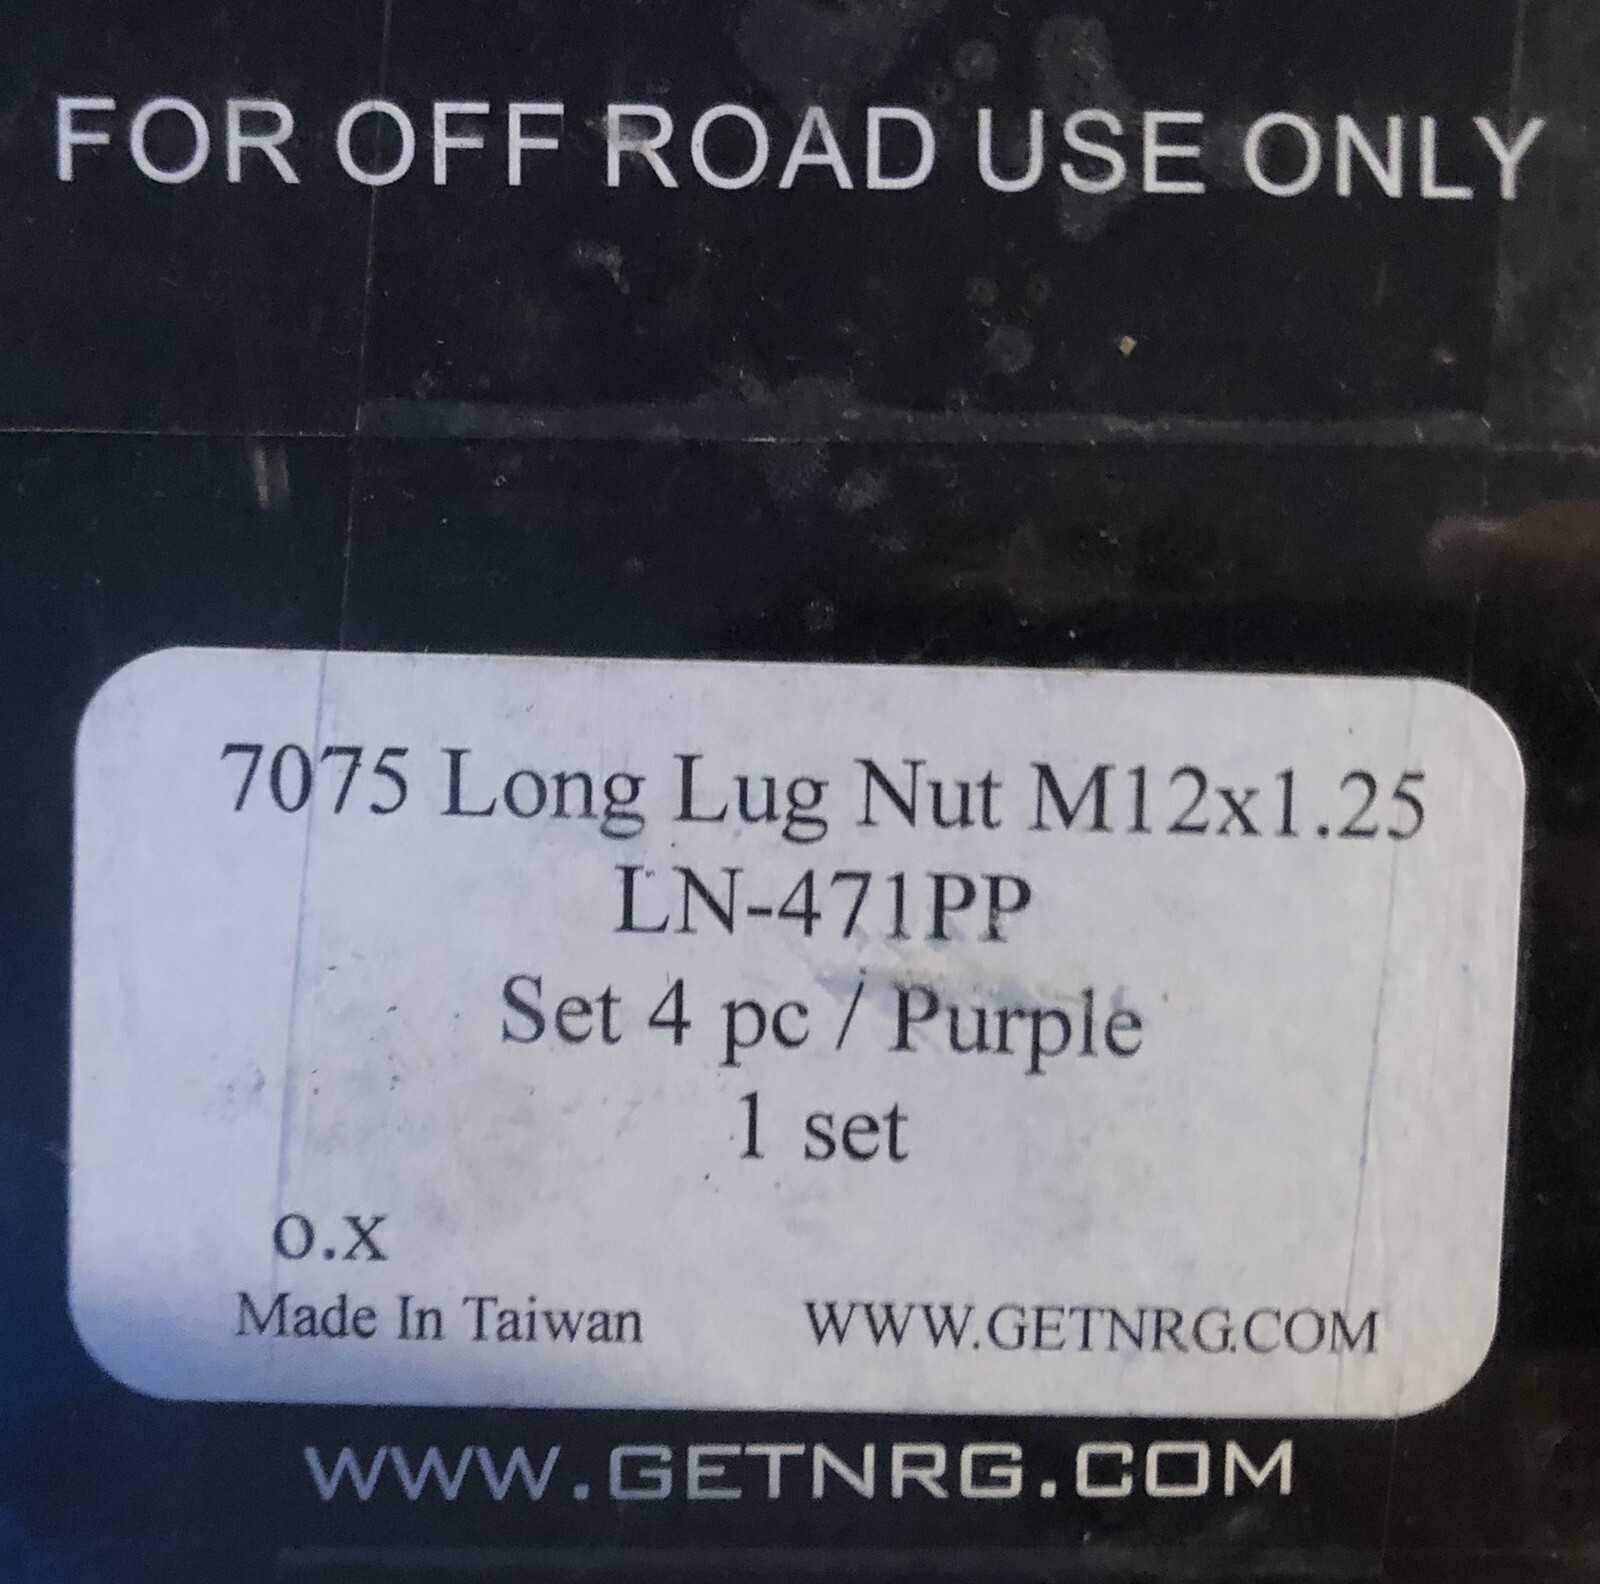 FOR OFF ROAD USE ONLY
7075 Long Lug Nut M12x1.25
LN-471PP
Set 4 pc / Purple
1 set
o.x
Made In Taiwan WWW.GETNRG.COM
WWW.GETNRG.COM